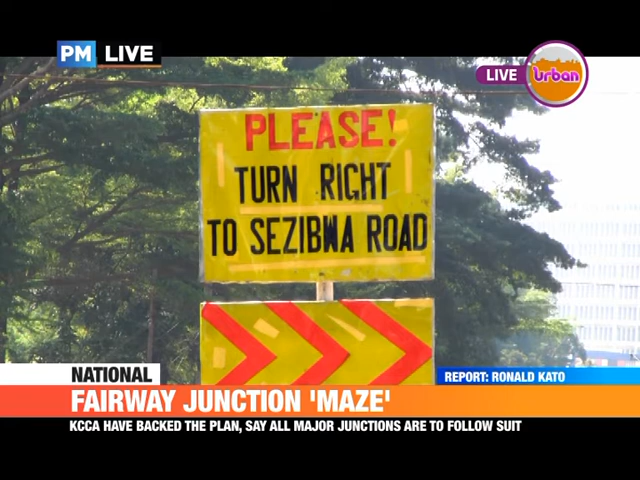 PM LIVE
LIVE Urban
PLEASE!
TURN RIGHT
TO SEZIBWA ROAD
NATIONAL
REPORT: RONALD KATO
FAIRWAY JUNCTION 'MAZE'
KCCA HAVE BACKED THE PLAN, SAY ALL MAJOR JUNCTIONS ARE TO FOLLOW SUIT